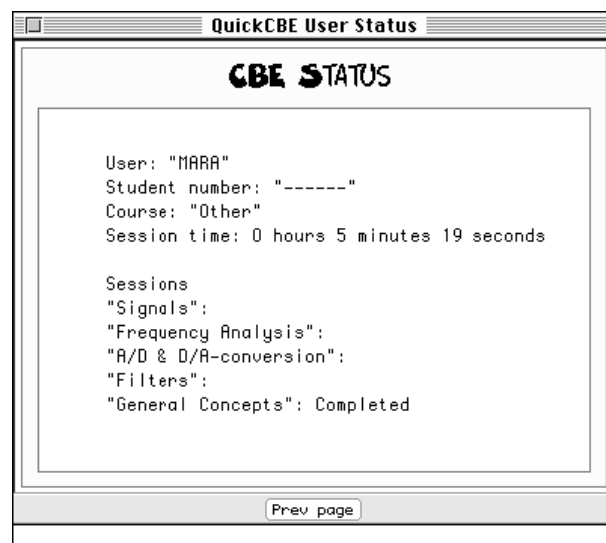 QuickCBE User Status
CBE STATUS
User: "MARA"
Student number: "------"
Course: "Other"
Session time: 0 hours 5 minutes 19 seconds
Sessions
"Signals":
"Frequency Analysis":
"A/D & D/A-conversion":
"Filters":
"General Concepts": Completed
Prev page